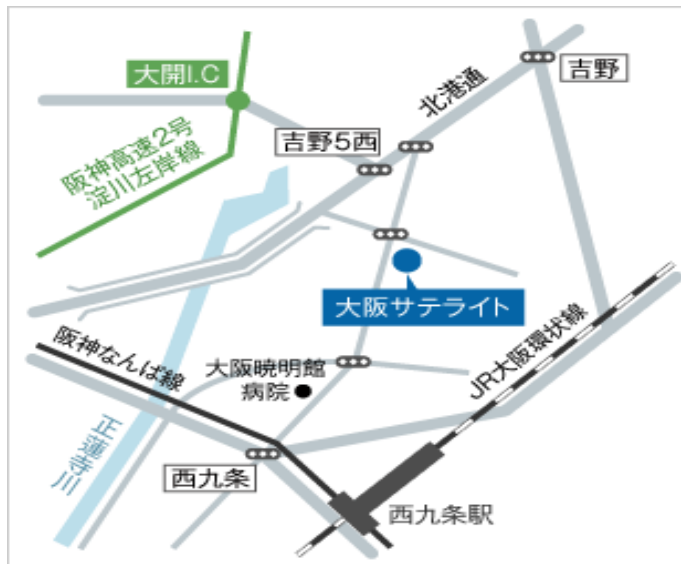 大開I.C
吉野
北港通
吉野5西
阪神高速2号
淀川左岸線
大阪サテライト
阪神なんば線
大阪暁明館
病院
JR大阪環状線
正蓮寺川
西九条
西九条駅